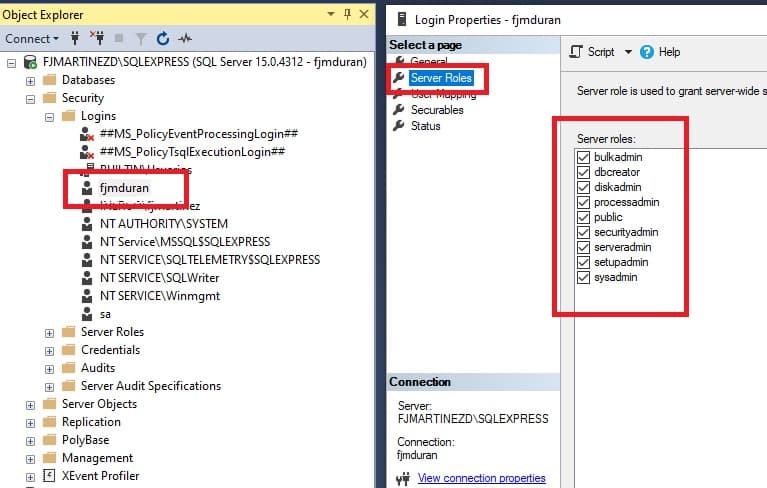 Object Explorer
Connect
FJMARTINEZD\SQLEXPRESS (SQL Server 15.0.4312 - fjmduran)
Databases
Security
Logins
##MS_PolicyEventProcessingLogin##
##MS_PolicyTsqlExecutionLogin##
fjmduran
NT AUTHORITY\SYSTEM
NT Service\MSSQL$SQLEXPRESS
NT SERVICE\SQLTELEMETRY$SQLEXPRESS
NT SERVICE\SQLWriter
NT SERVICE\Winmgmt
sa
Server Roles
Credentials
Audits
Server Audit Specifications
Server Objects
Replication
PolyBase
Management
XEvent Profiler
Login Properties - fjmduran
Select a page
General
Server Roles
User Mapping
Securables
Status
Script
Help
Server role is used to grant server-wide s
Server roles:
bulkadmin
dbcreator
diskadmin
processadmin
public
securityadmin
serveradmin
setupadmin
sysadmin
Connection
Server:
FJMARTINEZD\SQLEXPRESS
Connection:
fjmduran
View connection properties